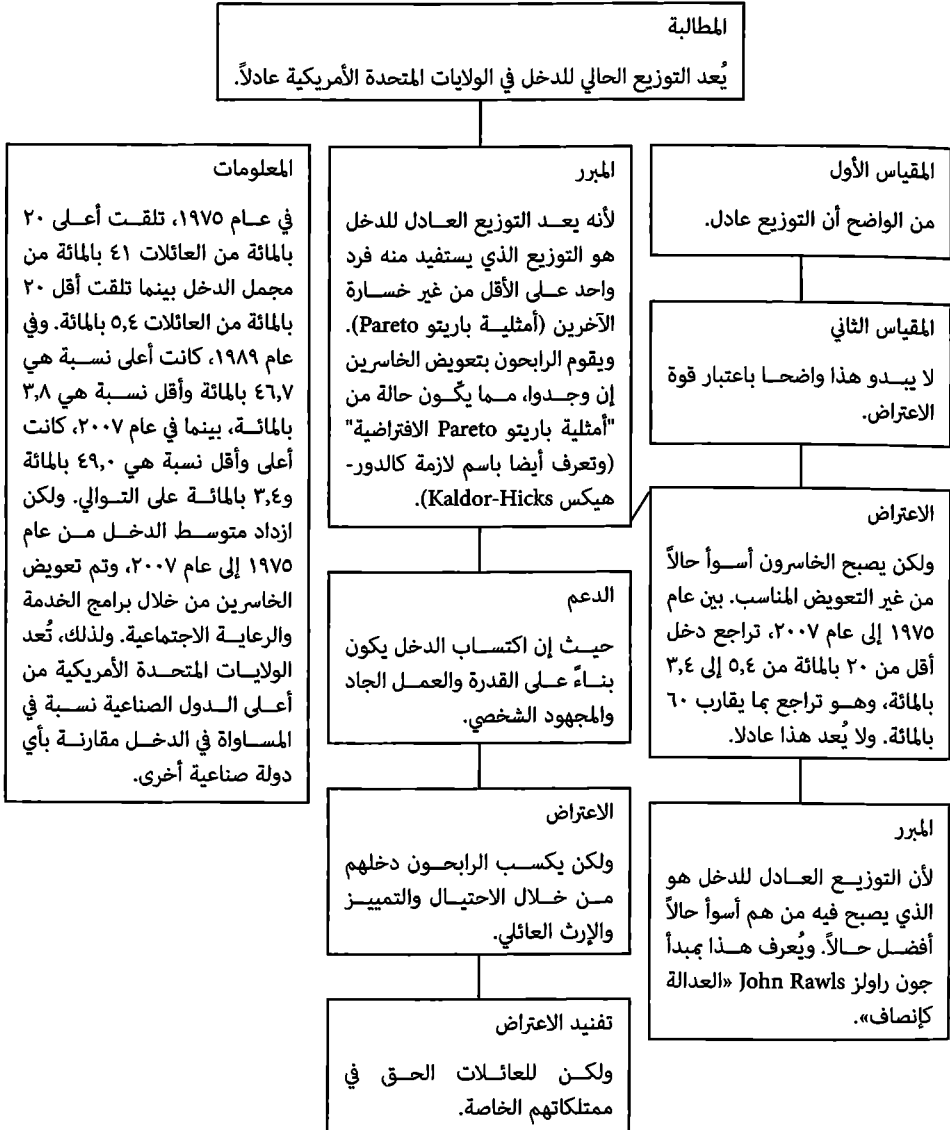 المطالبة
يُعد التوزيع الحالي للدخل في الولايات المتحدة الأمريكية عادلاً.
المقياس الأول
من الواضح أن التوزيع عادل.
المقياس الثاني
لا يبدو هذا واضحا باعتبار قوة
الاعتراض.
الاعتراض
ولكن يصبح الخاسرون أسوأ حالاً
من غير التعويض المناسب. بين عام
١٩٧٥ إلى عام ٢٠٠٧، تراجع دخل
أقل من ٢٠ بالمائة من ٥,٤ إلى ٣,٤
بالمائة، وهو تراجع بما يقارب ٦٠
بالمائة. ولا يُعد هذا عادلا.
المبرر
لأن التوزيع العادل للدخل هو
الذي يصبح فيه من هم أسوأ حالاً
أفضل حالاً. ويُعرف هذا بمبدأ
جون راولز John Rawls «العدالة
كإنصاف».
المبرر
لأنه يعد التوزيع العادل للدخل
هو التوزيع الذي يستفيد منه فرد
واحد على الأقل من غير خسارة
الآخرين (أمثلية باريتو Pareto).
ويقوم الرابحون بتعويض الخاسرين
إن وجدوا، مما يكّون حالة من
"أمثلية باريتو Pareto الافتراضية"
(وتعرف أيضا باسم لازمة كالدور-
هيكس Kaldor-Hicks).
الدعم
حيث إن اكتساب الدخل يكون
بناءً على القدرة والعمل الجاد
والمجهود الشخصي.
الاعتراض
ولكن يكسب الرابحون دخلهم
من خلال الاحتيال والتمييز
والإرث العائلي.
تفنيد الاعتراض
ولكن للعائلات الحق في
ممتلكاتهم الخاصة.
المعلومات
في عام ١٩٧٥، تلقت أعلى ٢٠
بالمائة من العائلات ٤١ بالمائة من
مجمل الدخل بينما تلقت أقل ٢٠
بالمائة من العائلات ٥,٤ بالمائة. وفي
عام ١٩٨٩، كانت أعلى نسبة هي
٤٦,٧ بالمائة وأقل نسبة هي ٣,٨
بالمائة، بينما في عام ٢٠٠٧، كانت
أعلى وأقل نسبة هي ٤٩,٠ بالمائة
و٣,٤ بالمائة على التوالي. ولكن
ازداد متوسط الدخل من عام
١٩٧٥ إلى عام ٢٠٠٧، وتم تعويض
الخاسرين من خلال برامج الخدمة
والرعاية الاجتماعية. ولذلك، تُعد
الولايات المتحدة الأمريكية من
أعلى الدول الصناعية نسبة في
المساواة في الدخل مقارنة بأي
دولة صناعية أخرى.